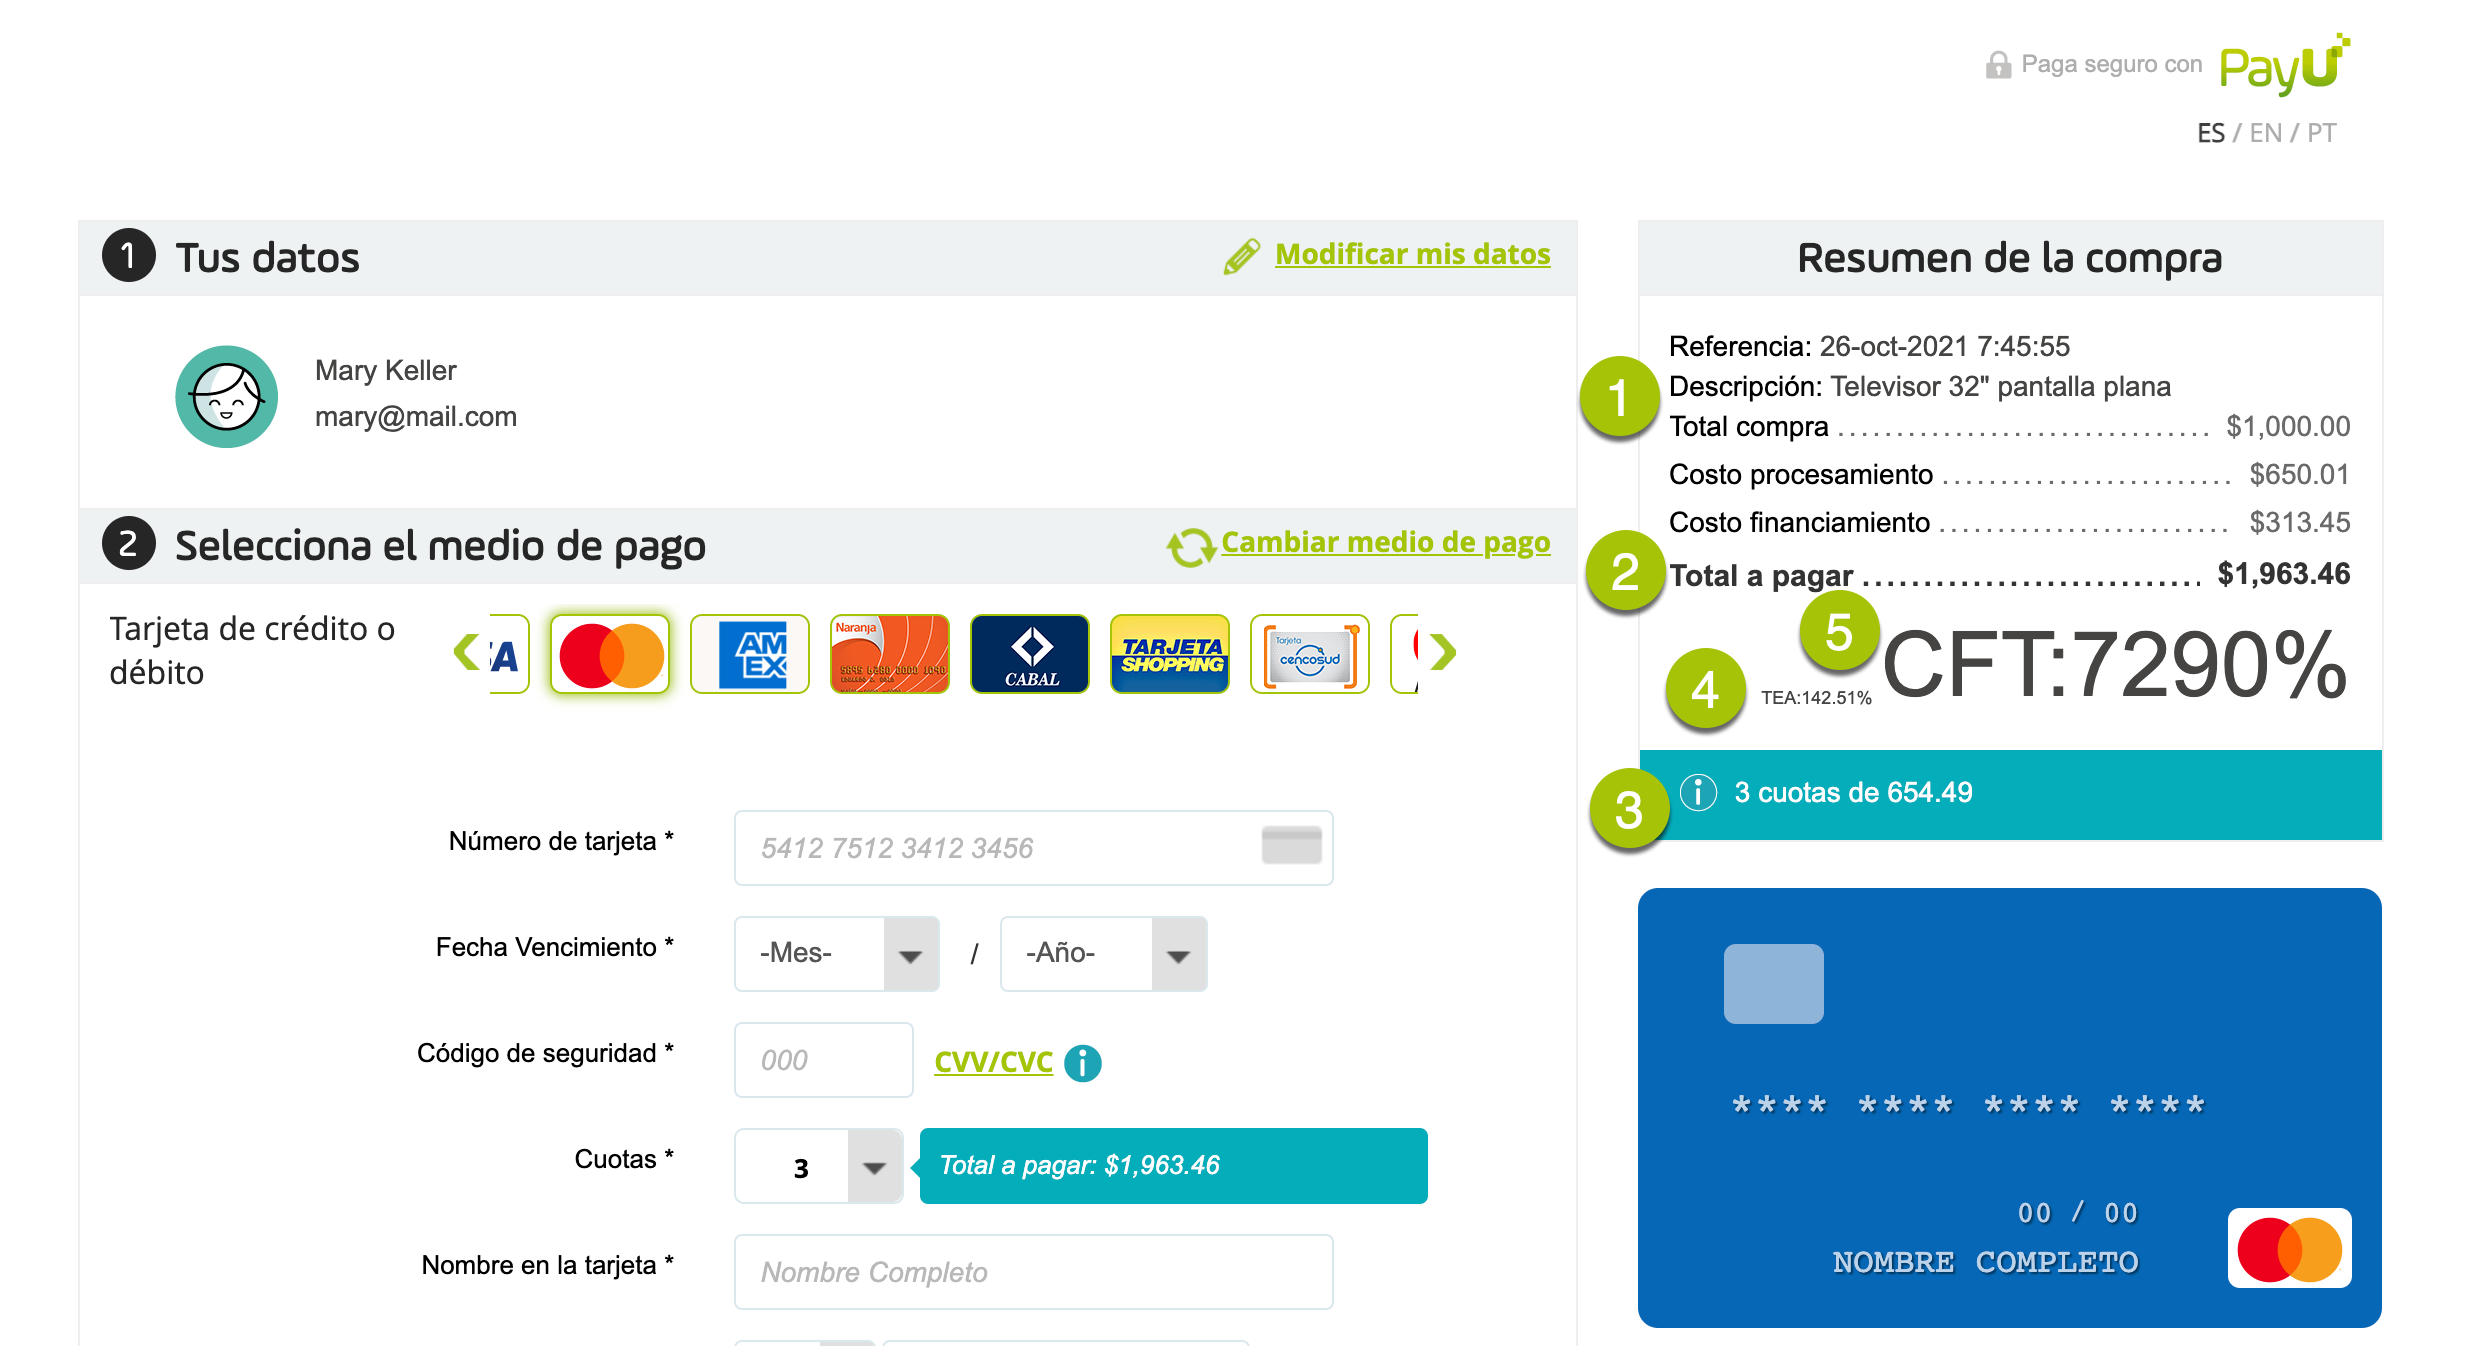 Paga seguro con PayU
ES / EN / PT
1 Tus datos
Modificar mis datos
Mary Keller
mary@mail.com
2 Selecciona el medio de pago
Cambiar medio de pago
Tarjeta de crédito o
débito
SA
AM
EX
Naranja
CABAL
TARJETA
SHOPPING
Tarjeta
cencosud
Número de tarjeta *
5412 7512 3412 3456
Fecha Vencimiento *
-Mes- / -Año-
Código de seguridad *
000
CVV/CVC i
Cuotas *
3
Total a pagar: $1,963.46
Nombre en la tarjeta *
Nombre Completo
Resumen de la compra
Referencia: 26-oct-2021 7:45:55
1
Descripción: Televisor 32" pantalla plana
Total compra ................................ $1,000.00
Costo procesamiento ......................... $650.01
Costo financiamiento ......................... $313.45
2
Total a pagar ............................ $1,963.46
5
CFT:7290%
4
TEA:142.51%
3
i 3 cuotas de 654.49
**** **** **** ****
00 / 00
NOMBRE COMPLETO